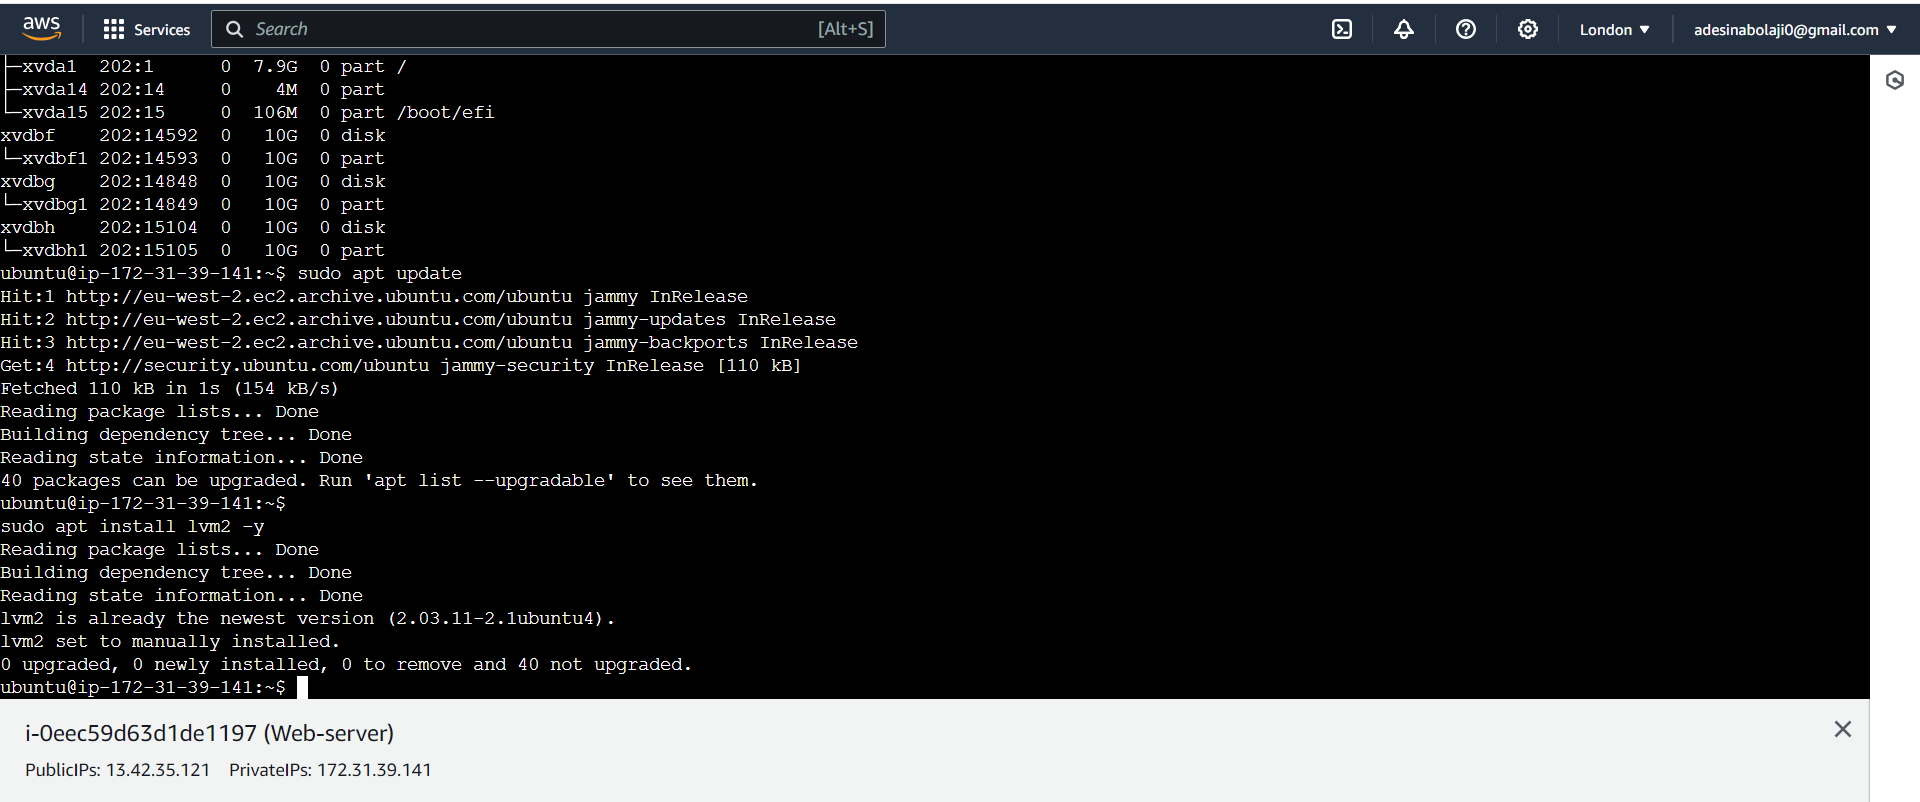 aws Services Search [Alt+S] London ▼ adesinabolaji0@gmail.com ▼
├─xvda1 202:1 0 7.9G 0 part /
├─xvda14 202:14 0 4M 0 part
└─xvda15 202:15 0 106M 0 part /boot/efi
xvdbf 202:14592 0 10G 0 disk
└─xvdbf1 202:14593 0 10G 0 part
xvdbg 202:14848 0 10G 0 disk
└─xvdbg1 202:14849 0 10G 0 part
xvdbh 202:15104 0 10G 0 disk
└─xvdbh1 202:15105 0 10G 0 part
ubuntu@ip-172-31-39-141:~$ sudo apt update
Hit:1 http://eu-west-2.ec2.archive.ubuntu.com/ubuntu jammy InRelease
Hit:2 http://eu-west-2.ec2.archive.ubuntu.com/ubuntu jammy-updates InRelease
Hit:3 http://eu-west-2.ec2.archive.ubuntu.com/ubuntu jammy-backports InRelease
Get:4 http://security.ubuntu.com/ubuntu jammy-security InRelease [110 kB]
Fetched 110 kB in 1s (154 kB/s)
Reading package lists... Done
Building dependency tree... Done
Reading state information... Done
40 packages can be upgraded. Run 'apt list --upgradable' to see them.
ubuntu@ip-172-31-39-141:~$
sudo apt install lvm2 -y
Reading package lists... Done
Building dependency tree... Done
Reading state information... Done
lvm2 is already the newest version (2.03.11-2.1ubuntu4).
lvm2 set to manually installed.
0 upgraded, 0 newly installed, 0 to remove and 40 not upgraded.
ubuntu@ip-172-31-39-141:~$
i-0eec59d63d1de1197 (Web-server)
PublicIPs: 13.42.35.121 PrivateIPs: 172.31.39.141